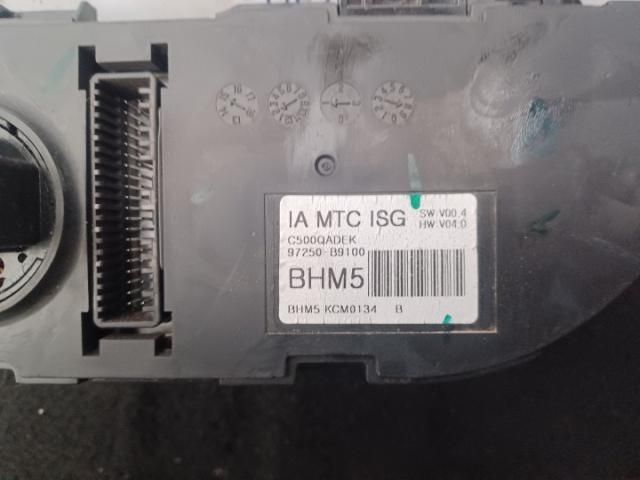 IA MTC ISG SW:V00.4
HW:V04.0
C500QADEK
97250-B9100
BHM5
BHM5 KCM0134 B